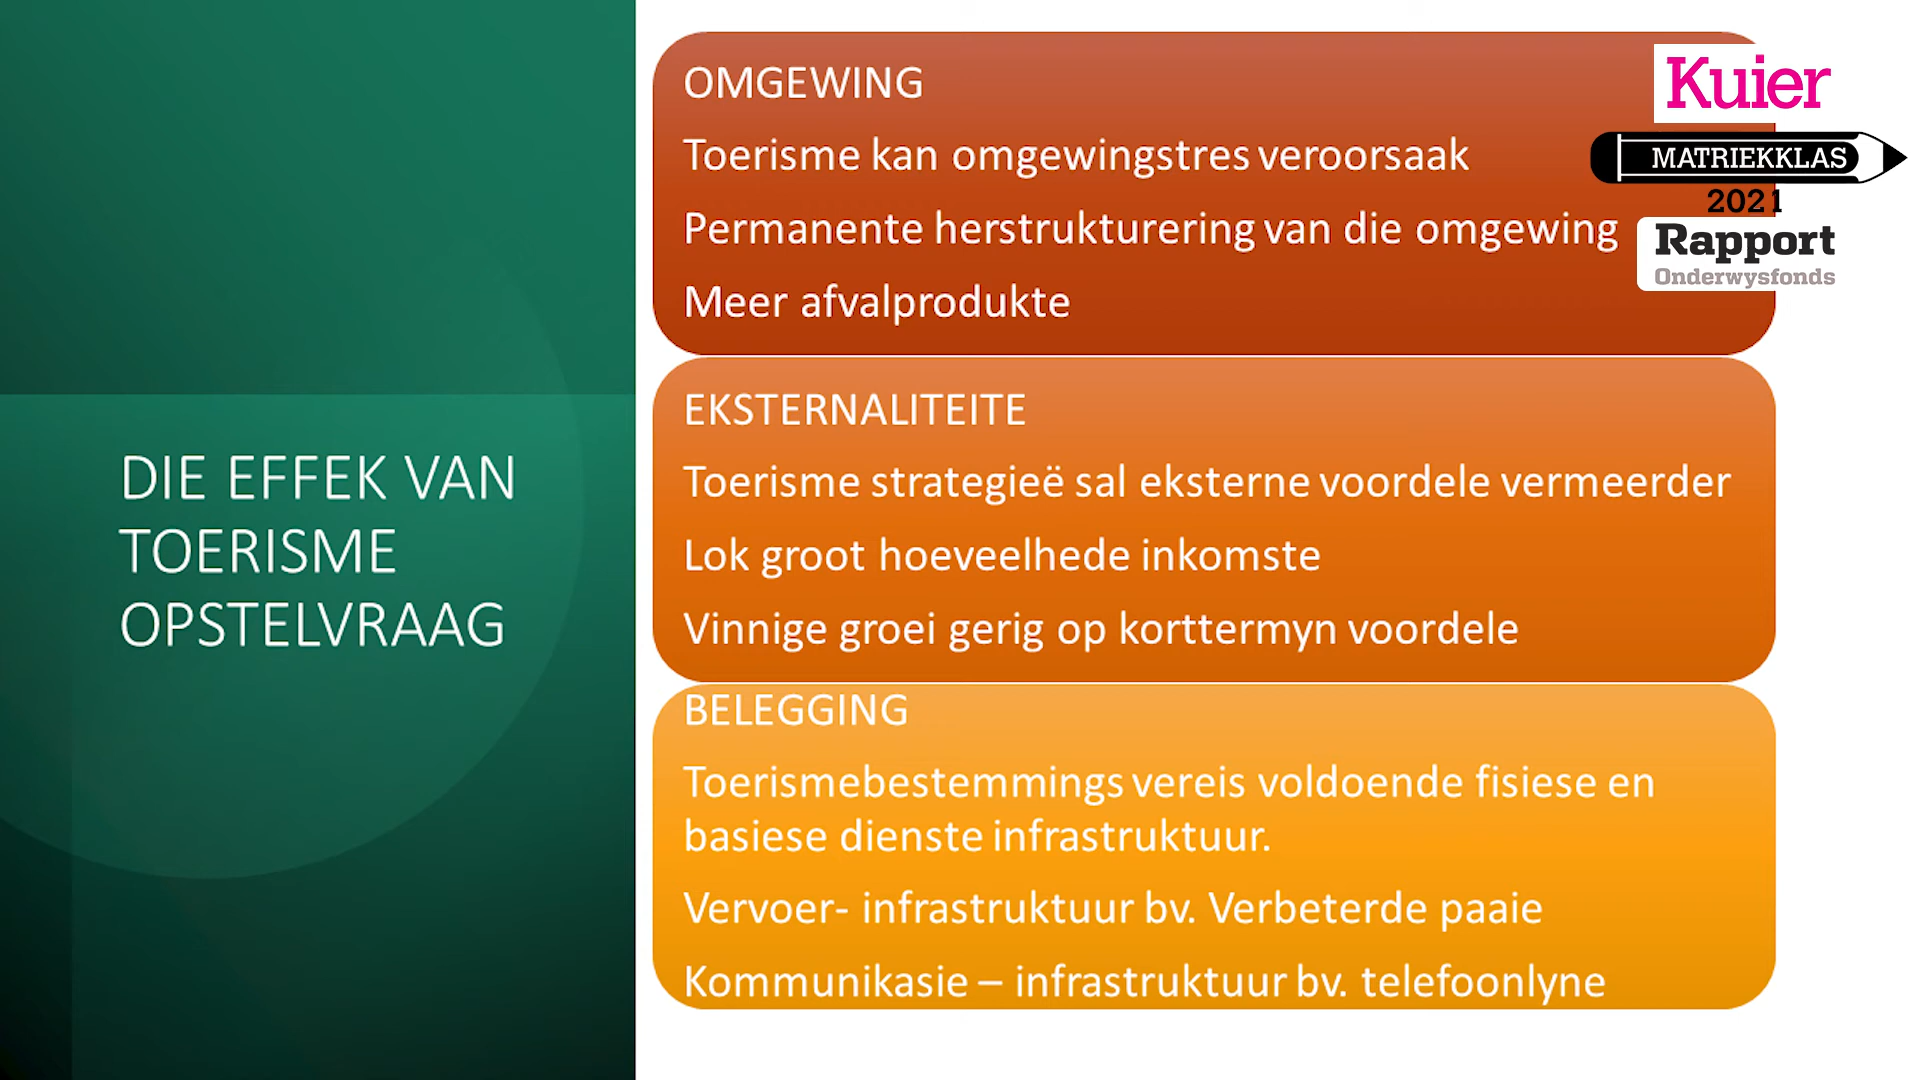 DIE EFFEK VAN
TOERISME
OPSTELVRAAG
OMGEWING
Toerisme kan omgewingstres veroorsaak
Permanente herstrukturering van die omgewing
Meer afvalprodukte
EKSTERNALITEITE
Toerisme strategieë sal eksterne voordele vermeerder
Lok groot hoeveelhede inkomste
Vinnige groei gerig op korttermyn voordele
BELEGGING
Toerismebestemmings vereis voldoende fisiese en
basiese dienste infrastruktuur.
Vervoer- infrastruktuur bv. Verbeterde paaie
Kommunikasie – infrastruktuur bv. telefoonlyne
Kuier
MATRIEKKLAS
2021
Rapport
Onderwysfonds